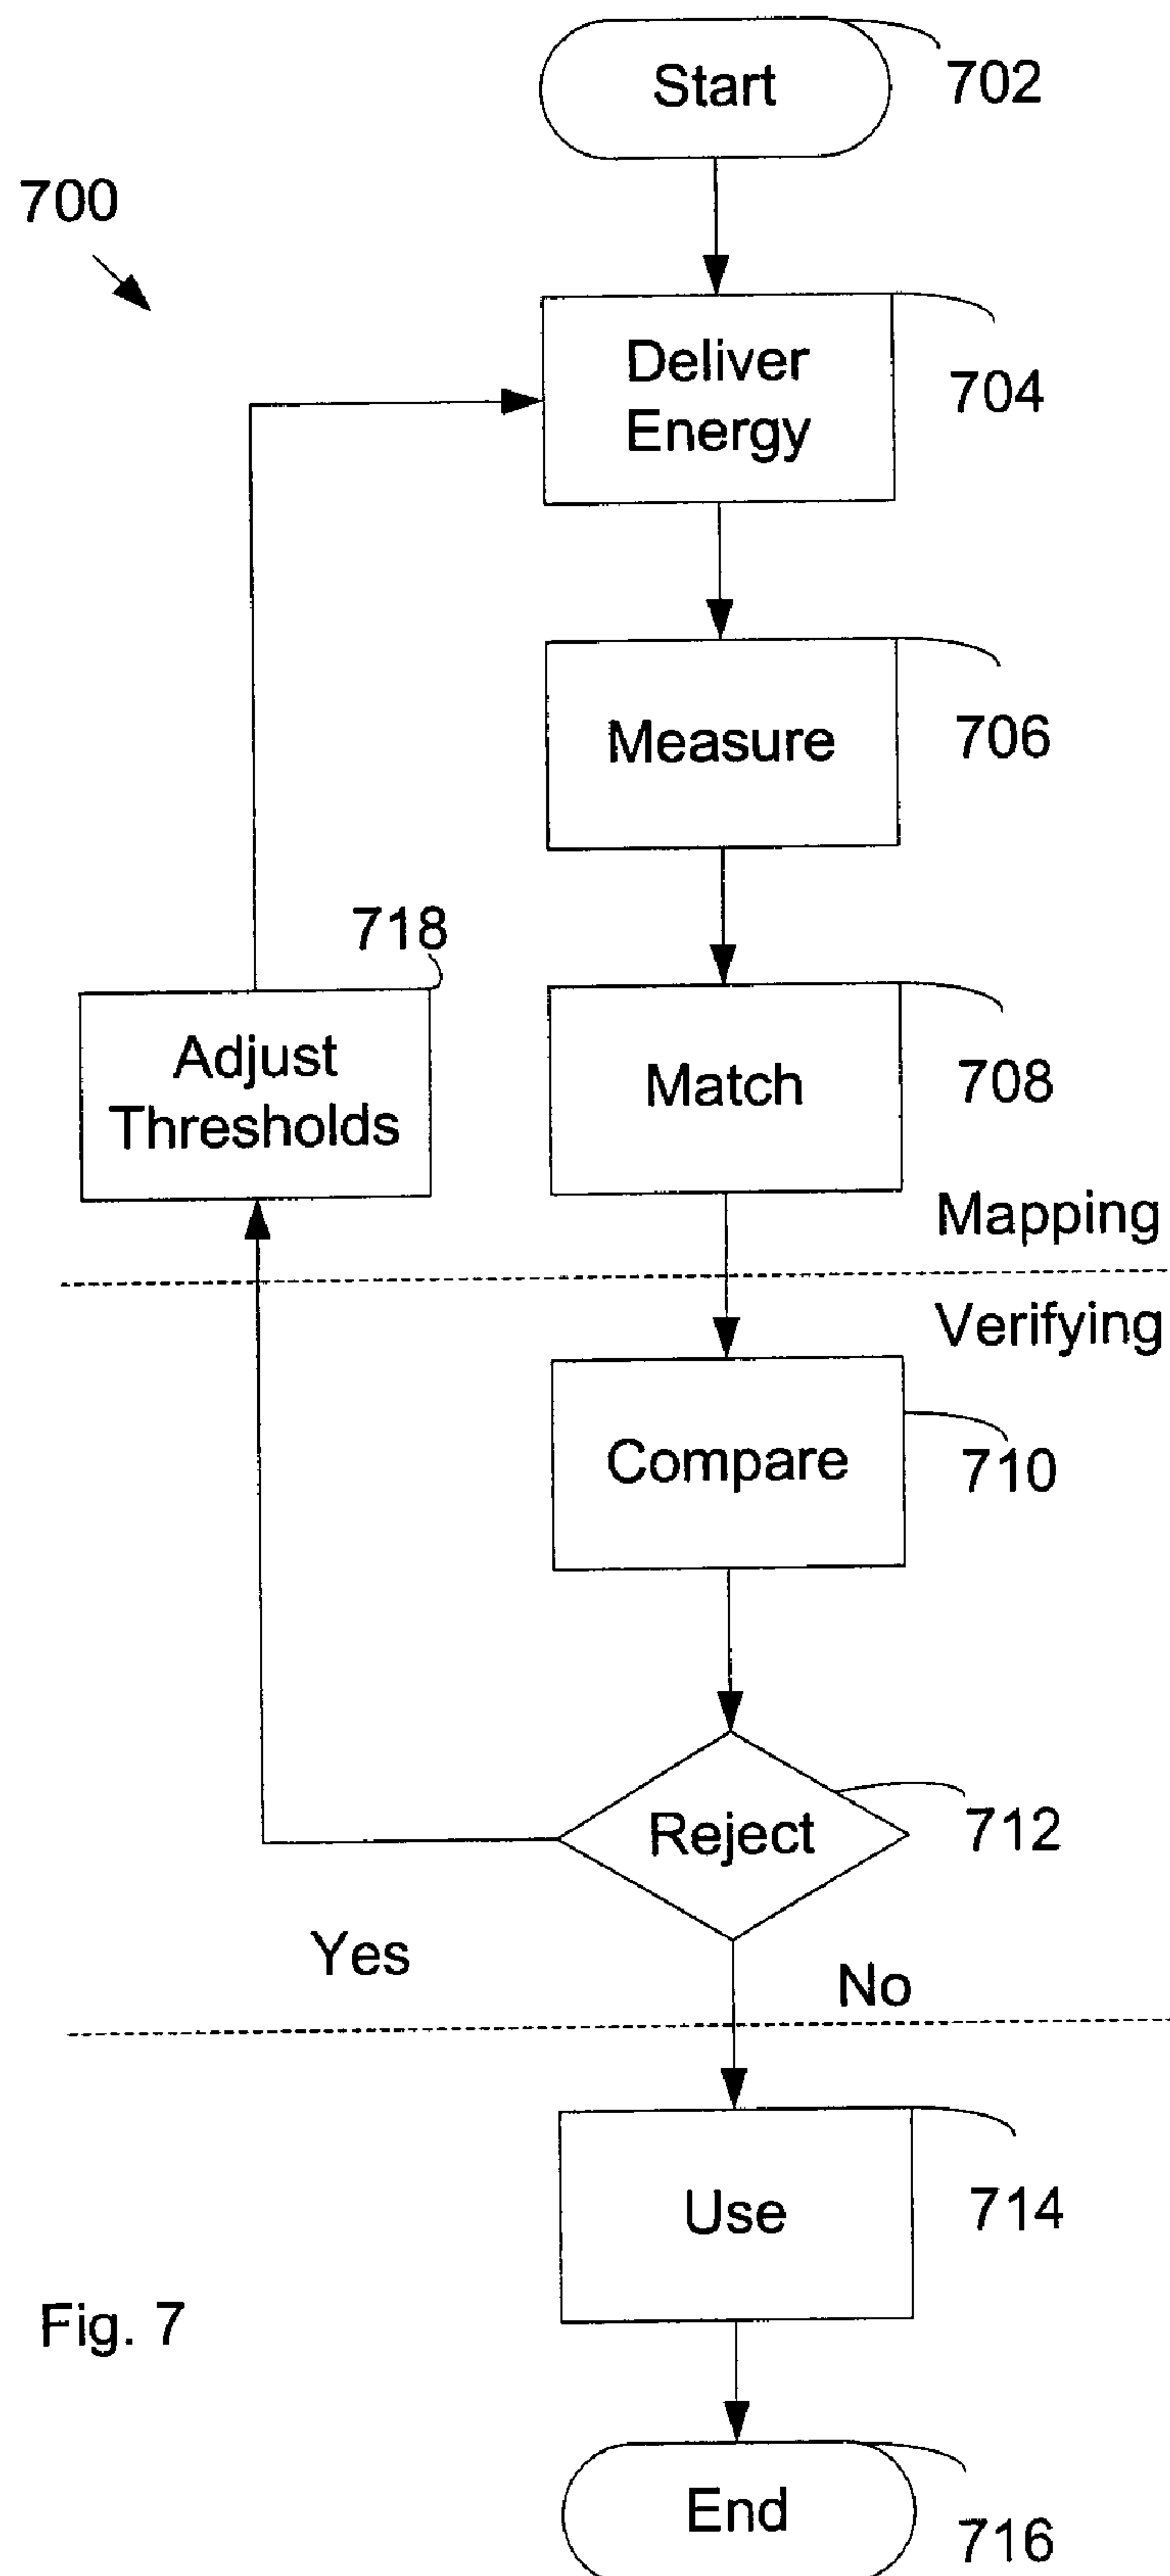 Start
702
700
Deliver
Energy
704
Measure
706
718
Adjust
Thresholds
Match
708
Mapping
Verifying
Compare
710
Reject
712
Yes
No
Use
714
Fig. 7
End
716